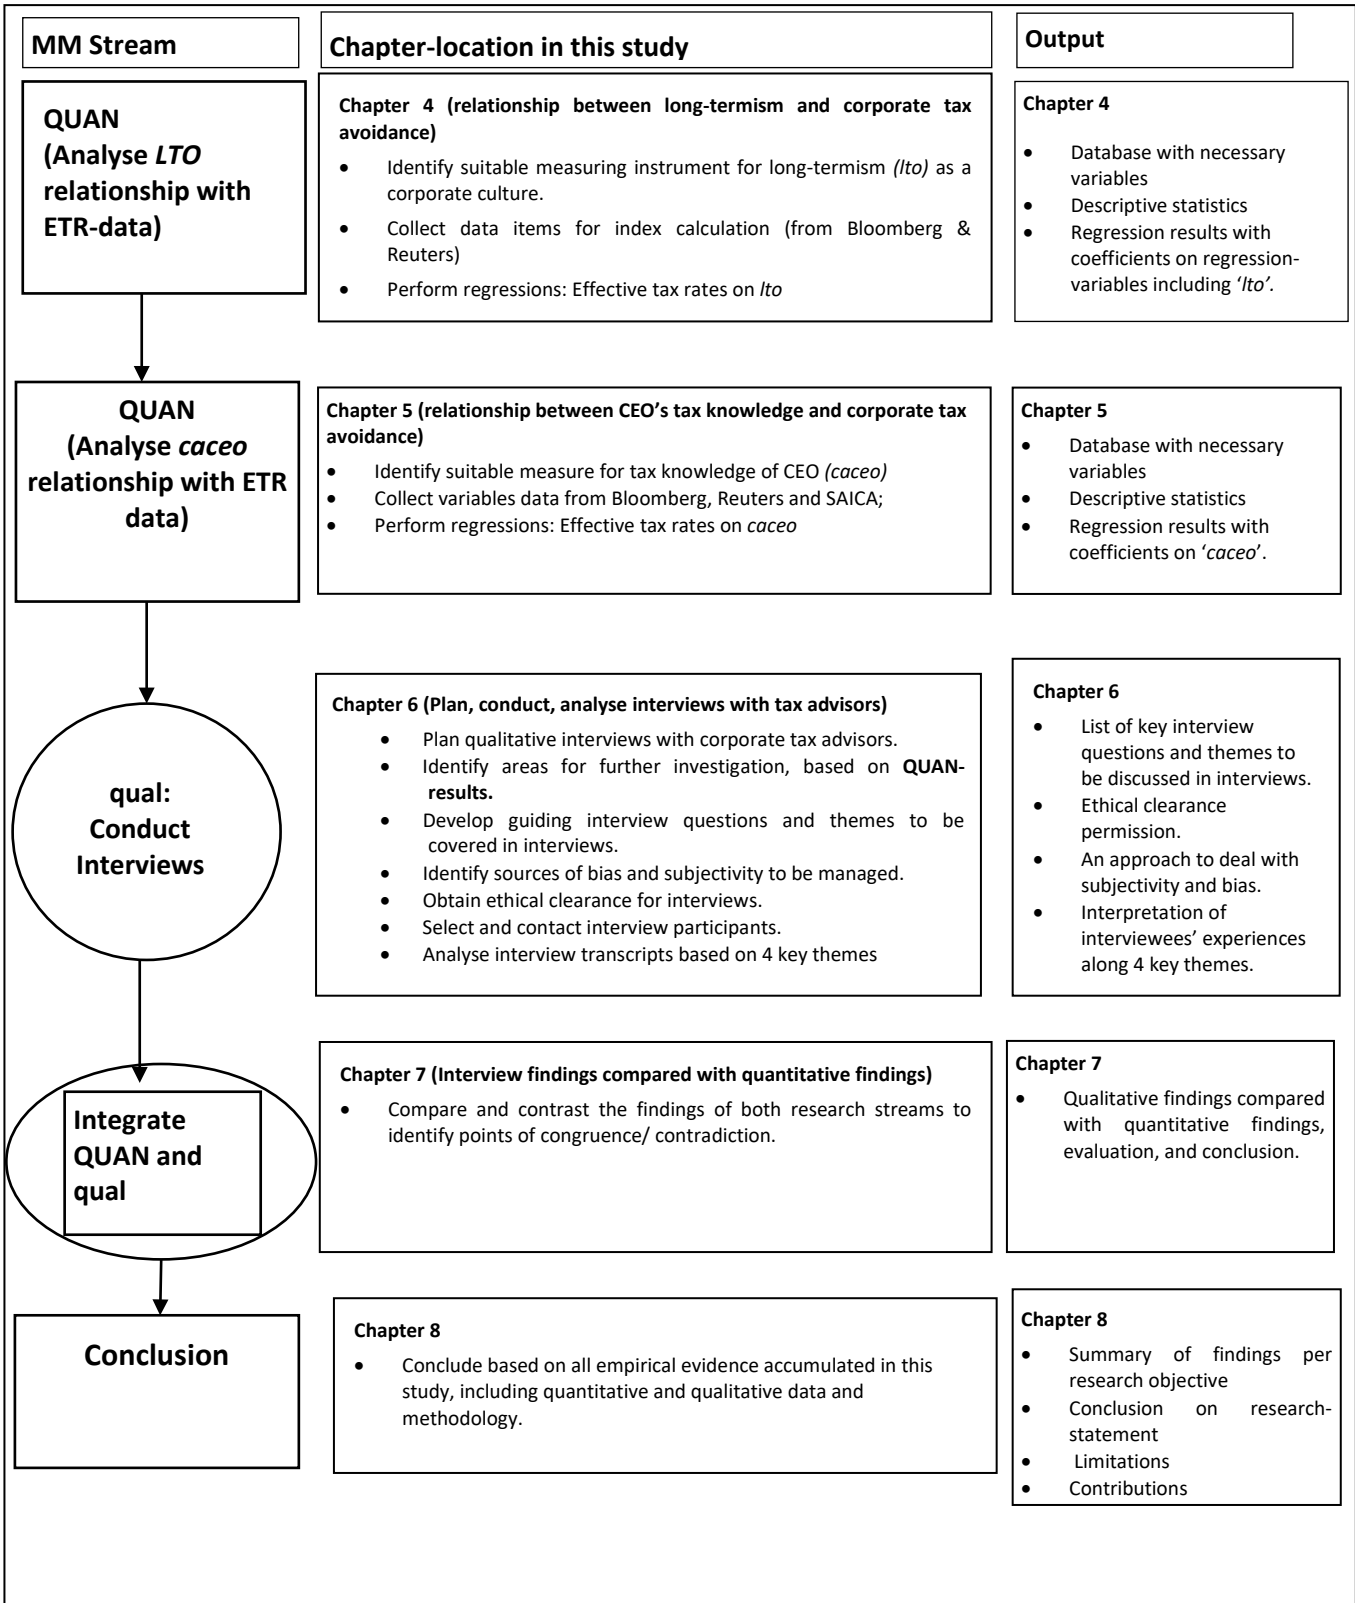 MM Stream
Chapter-location in this study
Output
QUAN
(Analyse LTO
relationship with
ETR-data)
Chapter 4 (relationship between long-termism and corporate tax
avoidance)
• Identify suitable measuring instrument for long-termism (lto) as a
corporate culture.
• Collect data items for index calculation (from Bloomberg &
Reuters)
• Perform regressions: Effective tax rates on lto
Chapter 4
• Database with necessary
variables
• Descriptive statistics
• Regression results with
coefficients on regression-
variables including ‘lto’.
QUAN
(Analyse caceo
relationship with ETR
data)
Chapter 5 (relationship between CEO’s tax knowledge and corporate tax
avoidance)
• Identify suitable measure for tax knowledge of CEO (caceo)
• Collect variables data from Bloomberg, Reuters and SAICA;
• Perform regressions: Effective tax rates on caceo
Chapter 5
• Database with necessary
variables
• Descriptive statistics
• Regression results with
coefficients on ‘caceo’.
qual:
Conduct
Interviews
Chapter 6 (Plan, conduct, analyse interviews with tax advisors)
• Plan qualitative interviews with corporate tax advisors.
• Identify areas for further investigation, based on QUAN-
results.
• Develop guiding interview questions and themes to be
covered in interviews.
• Identify sources of bias and subjectivity to be managed.
• Obtain ethical clearance for interviews.
• Select and contact interview participants.
• Analyse interview transcripts based on 4 key themes
Chapter 6
• List of key interview
questions and themes to
be discussed in interviews.
• Ethical clearance
permission.
• An approach to deal with
subjectivity and bias.
• Interpretation of
interviewees’ experiences
along 4 key themes.
Integrate
QUAN and
qual
Chapter 7 (Interview findings compared with quantitative findings)
• Compare and contrast the findings of both research streams to
identify points of congruence/ contradiction.
Chapter 7
• Qualitative findings compared
with quantitative findings,
evaluation, and conclusion.
Conclusion
Chapter 8
• Conclude based on all empirical evidence accumulated in this
study, including quantitative and qualitative data and
methodology.
Chapter 8
• Summary of findings per
research objective
• Conclusion on research-
statement
• Limitations
• Contributions